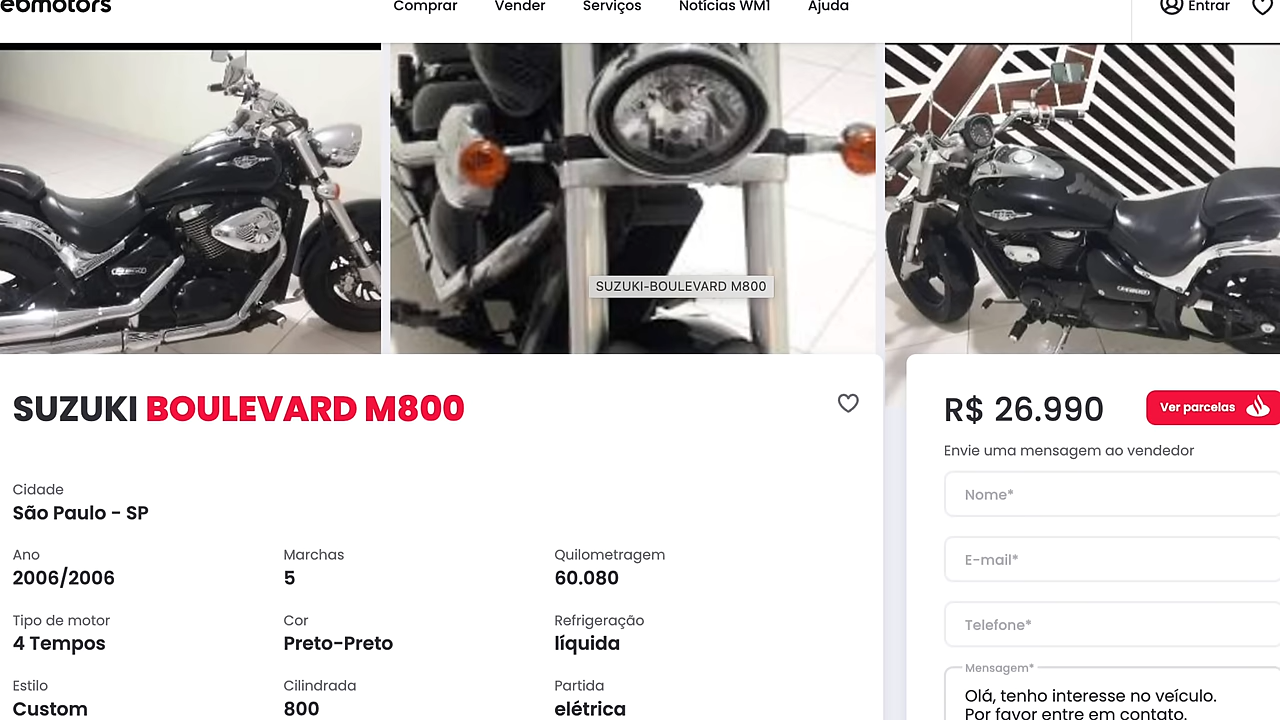 ebmotors
Comprar Vender Serviços Notícias WM1 Ajuda Entrar
SUZUKI-BOULEVARD M800
SUZUKI BOULEVARD M800
R$ 26.990
Ver parcelas
Envie uma mensagem ao vendedor
Nome*
E-mail*
Telefone*
Mensagem*
Olá, tenho interesse no veículo.
Por favor entre em contato.
Cidade
São Paulo - SP
Ano Marchas Quilometragem
2006/2006 5 60.080
Tipo de motor Cor Refrigeração
4 Tempos Preto-Preto líquida
Estilo Cilindrada Partida
Custom 800 elétrica